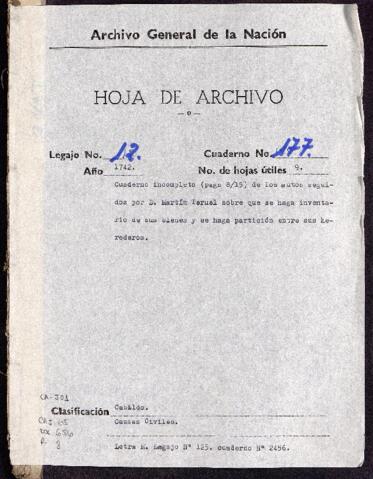 Archivo General de la Nación
HOJA DE ARCHIVO
—o—
Legajo No. 12. Cuaderno No 177.
Año 1742. No. de hojas útiles 9.
Cuaderno incompleto (pags 8/15) de los autos segui-
dos por D. Martín Teruel sobre que se haga inventa-
rio de sus bienes y se haga partición entre sus he-
rederos.
CA-JO1
Clasificación Cabildo.
Causas Civiles.
Letra M. Legajo Nº 125. cuaderno Nº 2456.